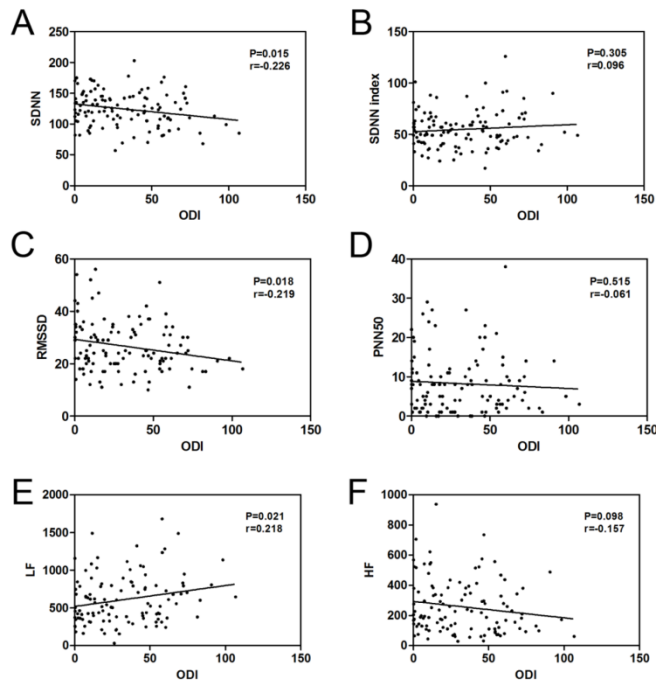 A
P=0.015
r=-0.226
SDNN
250
200
150
100
50
0
0 50 100 150
ODI
B
P=0.305
r=0.096
SDNN index
150
100
50
0
0 50 100 150
ODI
C
P=0.018
r=-0.219
RMSSD
60
40
20
0
0 50 100 150
ODI
D
P=0.515
r=-0.061
PNN50
40
30
20
10
0
0 50 100 150
ODI
E
P=0.021
r=0.218
LF
2000
1500
1000
500
0
0 50 100 150
ODI
F
P=0.098
r=-0.157
HF
1000
800
600
400
200
0
0 50 100 150
ODI